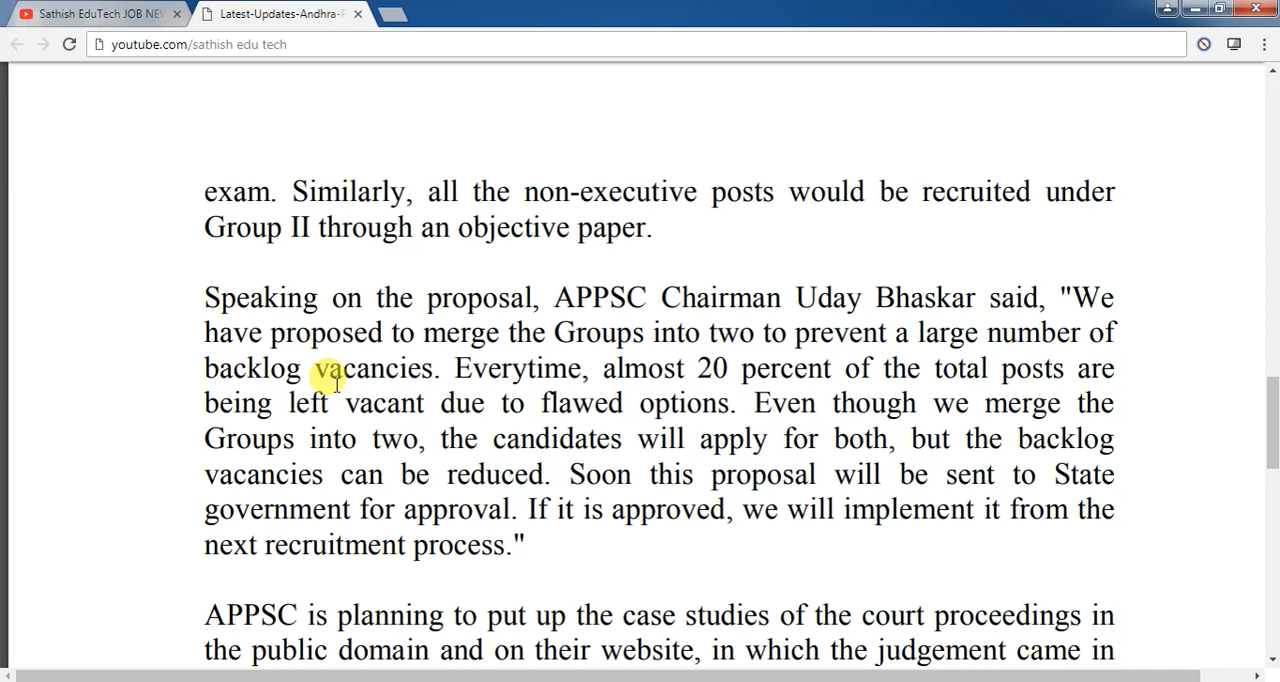 Sathish EduTech JOB NE
Latest-Updates-Andhra-P
youtube.com/sathish edu tech
exam. Similarly, all the non-executive posts would be recruited under
Group II through an objective paper.
Speaking on the proposal, APPSC Chairman Uday Bhaskar said, "We
have proposed to merge the Groups into two to prevent a large number of
backlog vacancies. Everytime, almost 20 percent of the total posts are
being left vacant due to flawed options. Even though we merge the
Groups into two, the candidates will apply for both, but the backlog
vacancies can be reduced. Soon this proposal will be sent to State
government for approval. If it is approved, we will implement it from the
next recruitment process."
APPSC is planning to put up the case studies of the court proceedings in
the public domain and on their website, in which the judgement came in